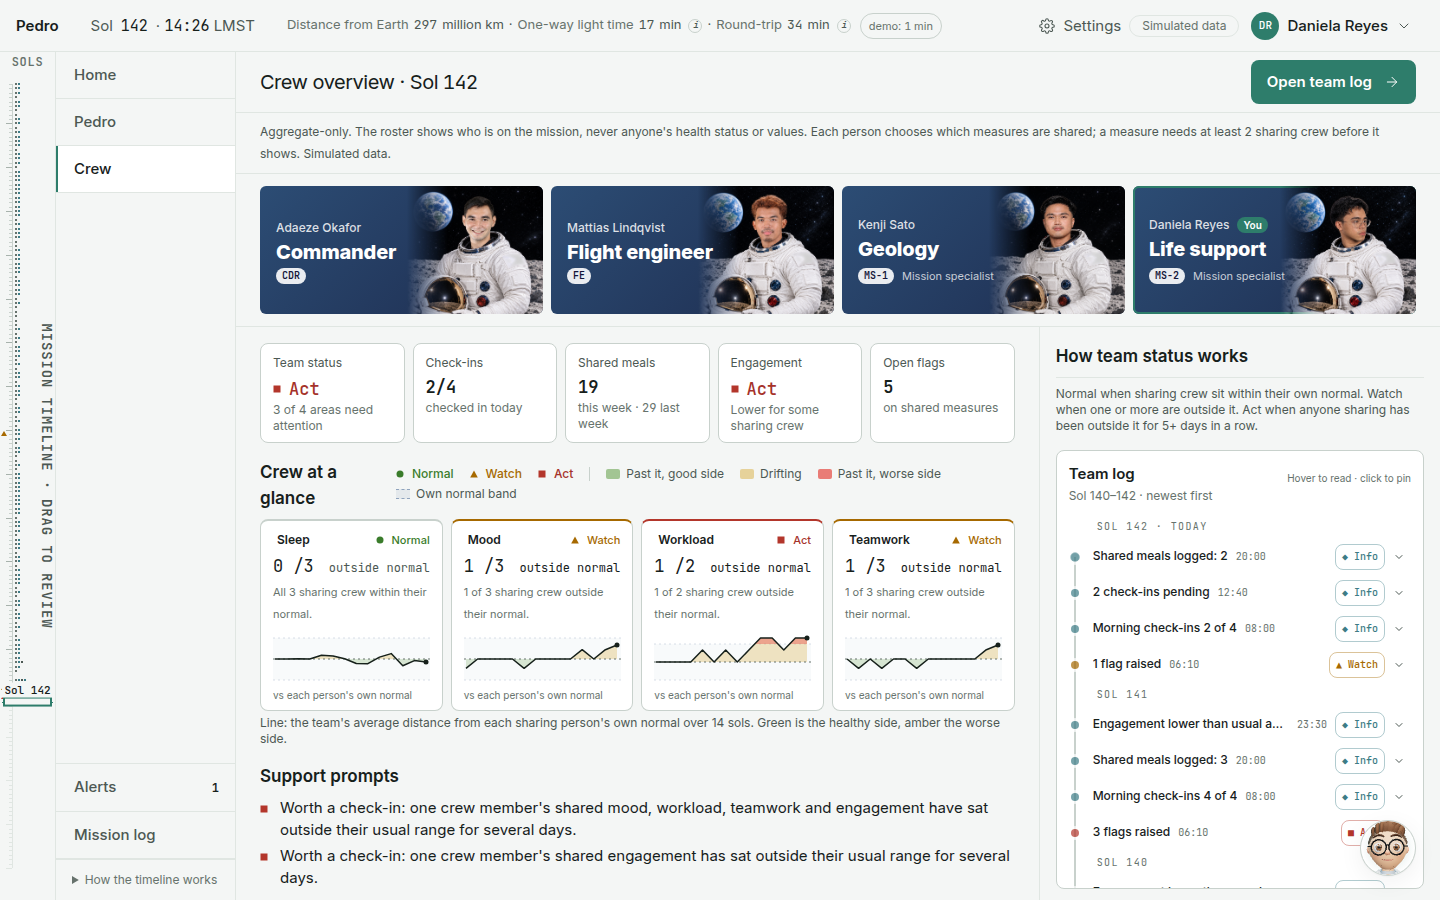 Pedro
Sol 142 · 14:26 LMST
Distance from Earth 297 million km · One-way light time 17 min i · Round-trip 34 min i demo: 1 min
Settings
Simulated data
DR Daniela Reyes
SOLS
MISSION TIMELINE · DRAG TO REVIEW
Sol 142
Home
Pedro
Crew
Alerts 1
Mission log
How the timeline works
Crew overview · Sol 142
Open team log →
Aggregate-only. The roster shows who is on the mission, never anyone's health status or values. Each person chooses which measures are shared; a measure needs at least 2 sharing crew before it
shows. Simulated data.
Adaeze Okafor
Commander
CDR
Mattias Lindqvist
Flight engineer
FE
Kenji Sato
Geology
MS-1 Mission specialist
Daniela Reyes You
Life support
MS-2 Mission specialist
Team status
Act
3 of 4 areas need
attention
Check-ins
2/4
checked in today
Shared meals
19
this week · 29 last
week
Engagement
Act
Lower for some
sharing crew
Open flags
5
on shared measures
Crew at a
glance
Normal Watch Act Past it, good side Drifting Past it, worse side
Own normal band
Sleep Normal
0 /3 outside normal
All 3 sharing crew within their
normal.
vs each person's own normal
Mood Watch
1 /3 outside normal
1 of 3 sharing crew outside
their normal.
vs each person's own normal
Workload Act
1 /2 outside normal
1 of 2 sharing crew outside
their normal.
vs each person's own normal
Teamwork Watch
1 /3 outside normal
1 of 3 sharing crew outside
their normal.
vs each person's own normal
Line: the team's average distance from each sharing person's own normal over 14 sols. Green is the healthy side, amber the worse
side.
Support prompts
Worth a check-in: one crew member's shared mood, workload, teamwork and engagement have sat
outside their usual range for several days.
Worth a check-in: one crew member's shared engagement has sat outside their usual range for several
days.
How team status works
Normal when sharing crew sit within their own normal. Watch
when one or more are outside it. Act when anyone sharing has
been outside it for 5+ days in a row.
Team log
Hover to read · click to pin
Sol 140–142 · newest first
SOL 142 · TODAY
Shared meals logged: 2 20:00 Info
2 check-ins pending 12:40 Info
Morning check-ins 2 of 4 08:00 Info
1 flag raised 06:10 Watch
SOL 141
Engagement lower than usual a... 23:30 Info
Shared meals logged: 3 20:00 Info
Morning check-ins 4 of 4 08:00 Info
3 flags raised 06:10
SOL 140